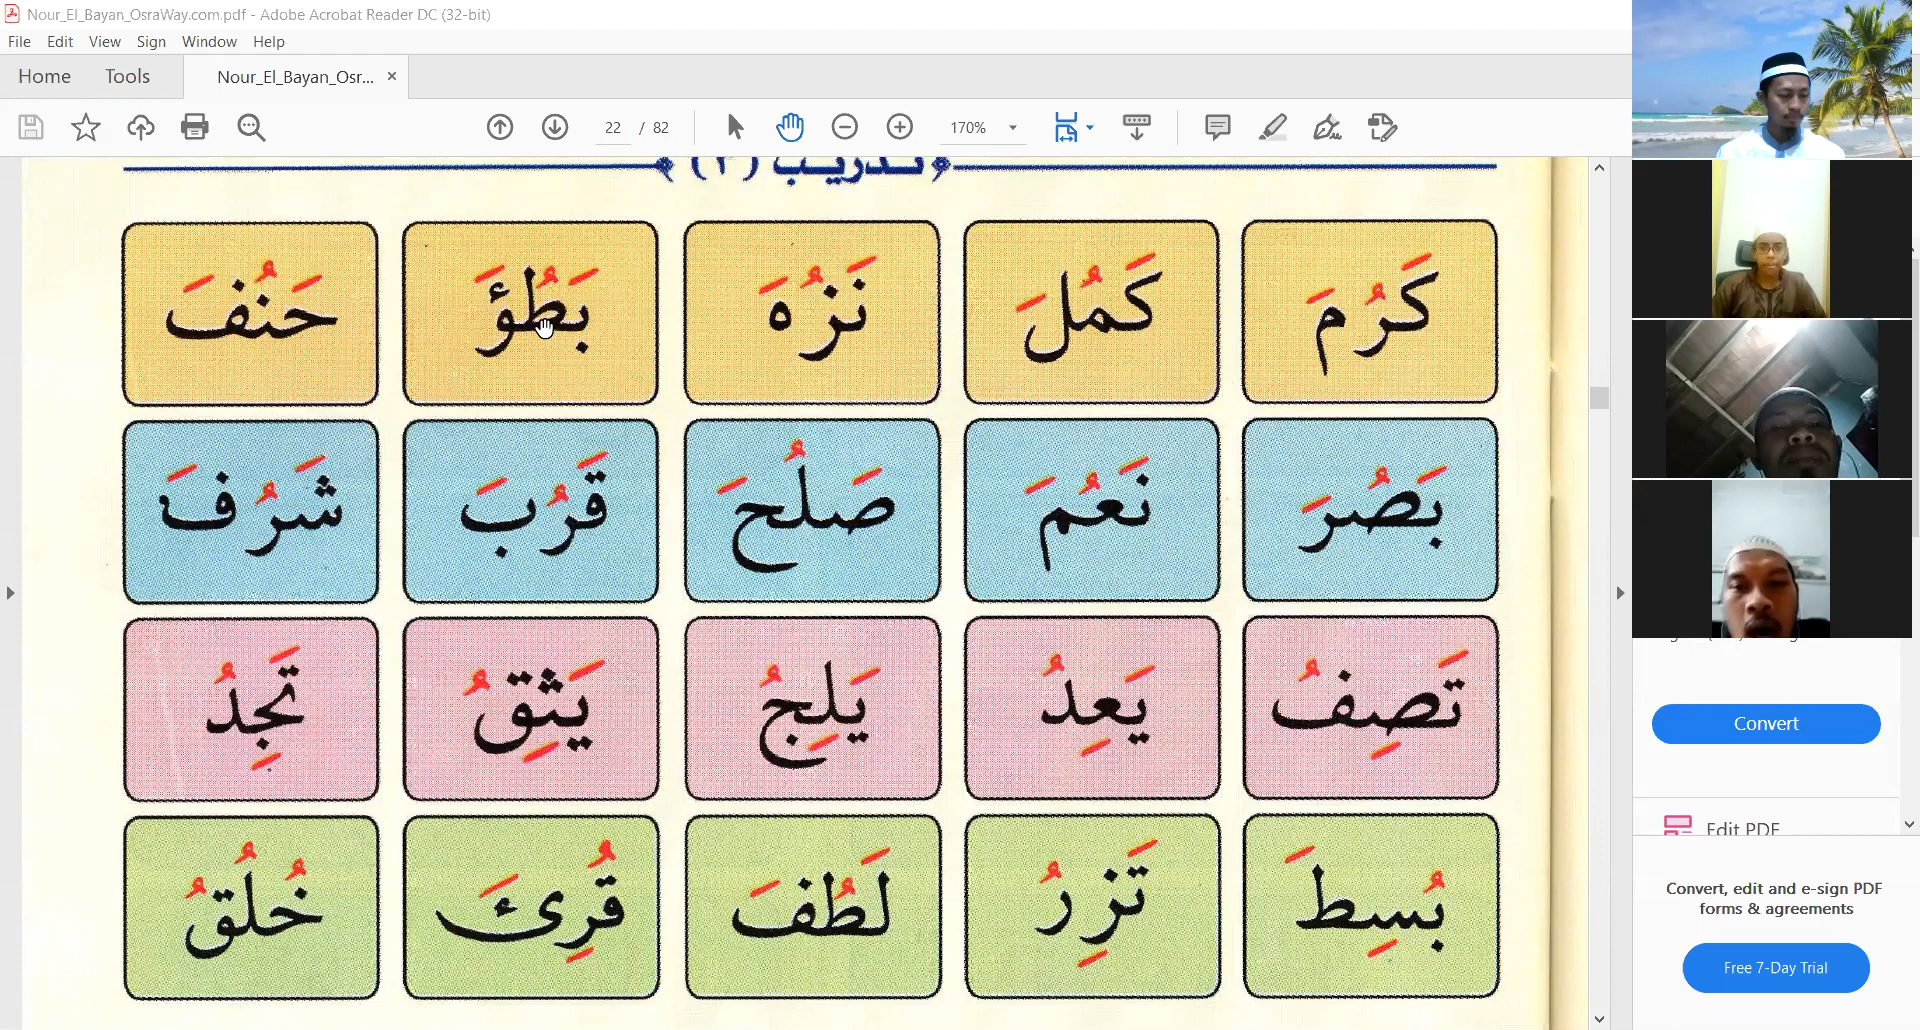 Nour_El_Bayan_OsraWay.com.pdf - Adobe Acrobat Reader DC (32-bit)
File Edit View Sign Window Help
Home Tools Nour_El_Bayan_Osr... ×
22 / 82 170%
تدريب (٣)
كَرُمَ كَمُلَ نَزُهَ بَطُؤَ حَنُفَ
بَصُرَ نَعُمَ صَلُحَ قَرُبَ شَرُفَ
تَصِفُ يَعِدُ يَلِجُ يَثِقُ تَجِدُ
بُسِطَ تَزِرُ لَطُفَ قُرِئَ خُلُقُ
Convert
Edit PDF
Convert, edit and e-sign PDF
forms & agreements
Free 7-Day Trial